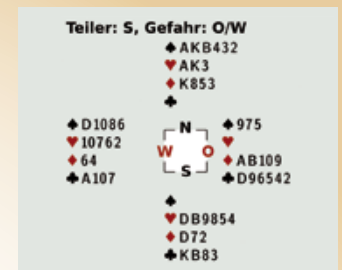 Teiler: S, Gefahr: O/W
♠ AKB432
♥ AK3
♦ K853
♣
♠ D1086
♥ 10762
♦ 64
♣ A107
N
W O
S
♠ 975
♥
♦ AB109
♣ D96542
♠
♥ DB9854
♦ D72
♣ KB83